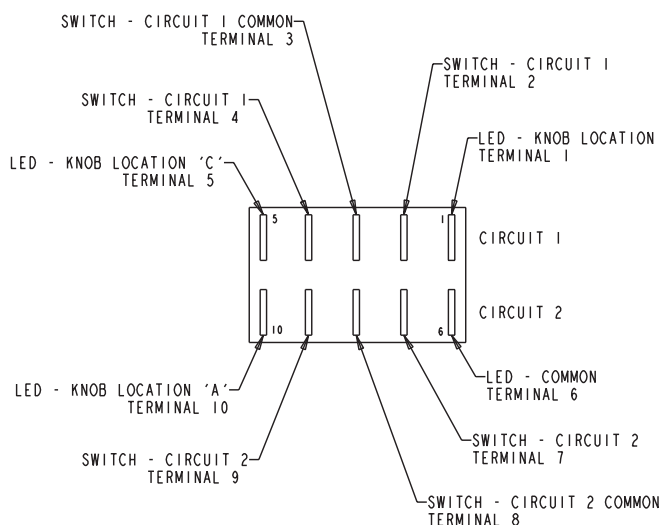 SWITCH - CIRCUIT 1 COMMON
TERMINAL 3
SWITCH - CIRCUIT 1
TERMINAL 2
SWITCH - CIRCUIT 1
TERMINAL 4
LED - KNOB LOCATION
TERMINAL 1
LED - KNOB LOCATION 'C'
TERMINAL 5
5
1
CIRCUIT 1
CIRCUIT 2
10
6
LED - KNOB LOCATION 'A'
TERMINAL 10
LED - COMMON
TERMINAL 6
SWITCH - CIRCUIT 2
TERMINAL 9
SWITCH - CIRCUIT 2
TERMINAL 7
SWITCH - CIRCUIT 2 COMMON
TERMINAL 8